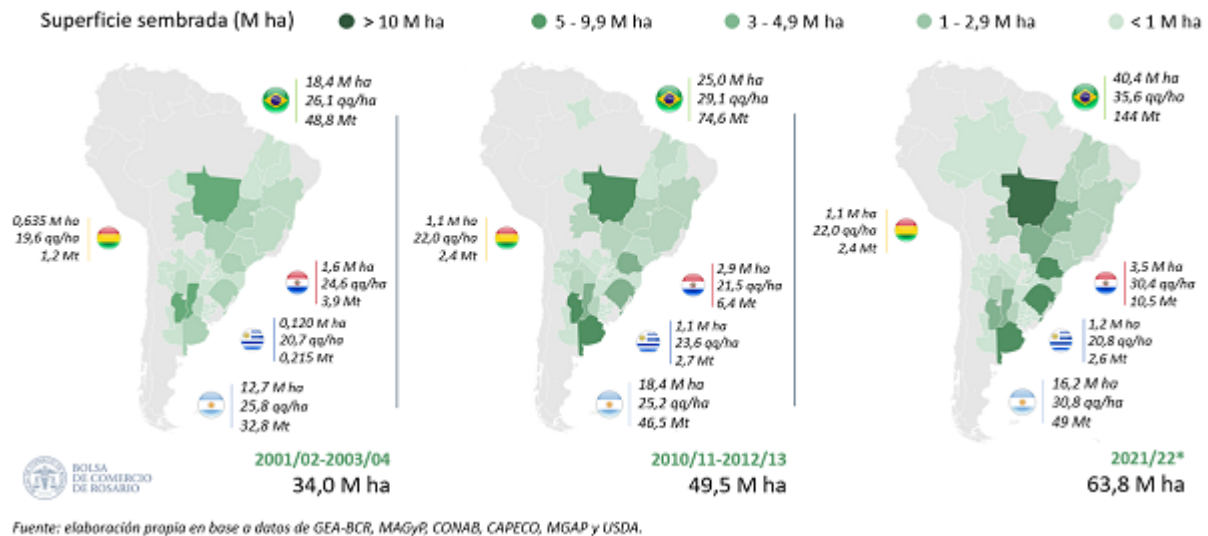 Superficie sembrada (M ha)
> 10 M ha
5 - 9,9 M ha
3 - 4,9 M ha
1 - 2,9 M ha
< 1 M ha
18,4 M ha
26,1 qq/ha
48,8 Mt
0,635 M ha
19,6 qq/ha
1,2 Mt
1,6 M ha
24,6 qq/ha
3,9 Mt
0,120 M ha
20,7 qq/ha
0,215 Mt
12,7 M ha
25,8 qq/ha
32,8 Mt
2001/02-2003/04
34,0 M ha
25,0 M ha
29,1 qq/ha
74,6 Mt
1,1 M ha
22,0 qq/ha
2,4 Mt
2,9 M ha
21,5 qq/ha
6,4 Mt
1,1 M ha
23,6 qq/ha
2,7 Mt
18,4 M ha
25,2 qq/ha
46,5 Mt
2010/11-2012/13
49,5 M ha
40,4 M ha
35,6 qq/ha
144 Mt
1,1 M ha
22,0 qq/ha
2,4 Mt
3,5 M ha
30,4 qq/ha
10,5 Mt
1,2 M ha
20,8 qq/ha
2,6 Mt
16,2 M ha
30,8 qq/ha
49 Mt
2021/22*
63,8 M ha
BOLSA
DE COMERCIO
DE ROSARIO
Fuente: elaboración propia en base a datos de GEA-BCR, MAGyP, CONAB, CAPECO, MGAP y USDA.